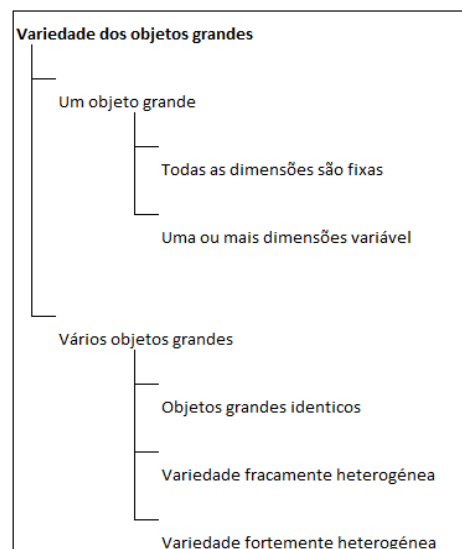 Variedade dos objetos grandes
Um objeto grande
Todas as dimensões são fixas
Uma ou mais dimensões variável
Vários objetos grandes
Objetos grandes identicos
Variedade fracamente heterogénea
Variedade fortemente heterogénea